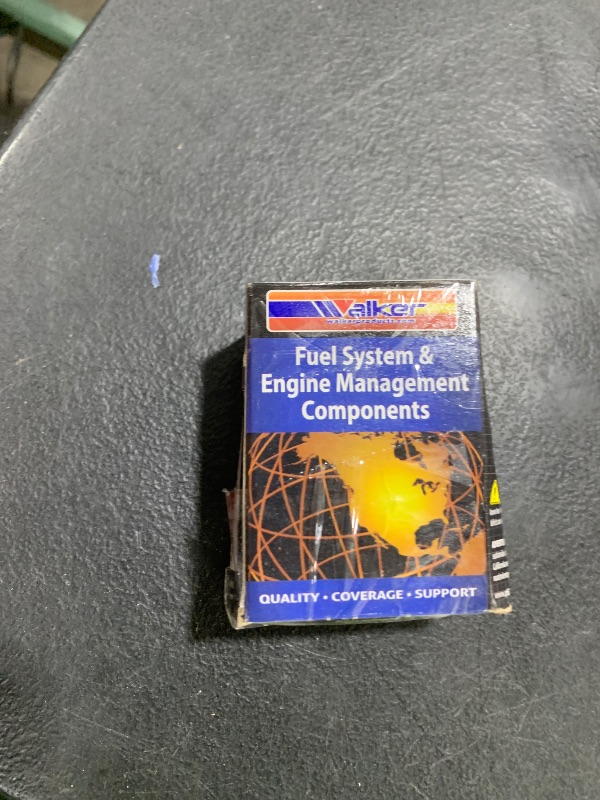 Walker
Fuel System &
Engine Management
Components
QUALITY • COVERAGE • SUPPORT